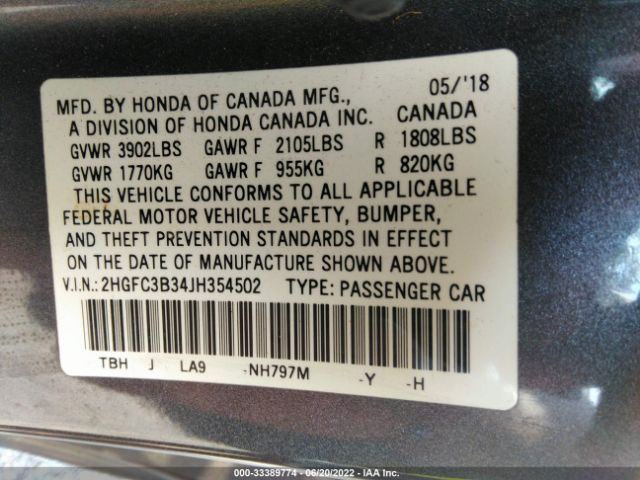 05/'18
MFD. BY HONDA OF CANADA MFG.,
A DIVISION OF HONDA CANADA INC. CANADA
GVWR 3902LBS GAWR F 2105LBS R 1808LBS
GVWR 1770KG GAWR F 955KG R 820KG
THIS VEHICLE CONFORMS TO ALL APPLICABLE
FEDERAL MOTOR VEHICLE SAFETY, BUMPER,
AND THEFT PREVENTION STANDARDS IN EFFECT
ON THE DATE OF MANUFACTURE SHOWN ABOVE.
V.I.N.: 2HGFC3B34JH354502 TYPE: PASSENGER CAR
TBH J LA9 -NH797M -Y -H
000-33389774 - 06/20/2022 - IAA Inc.